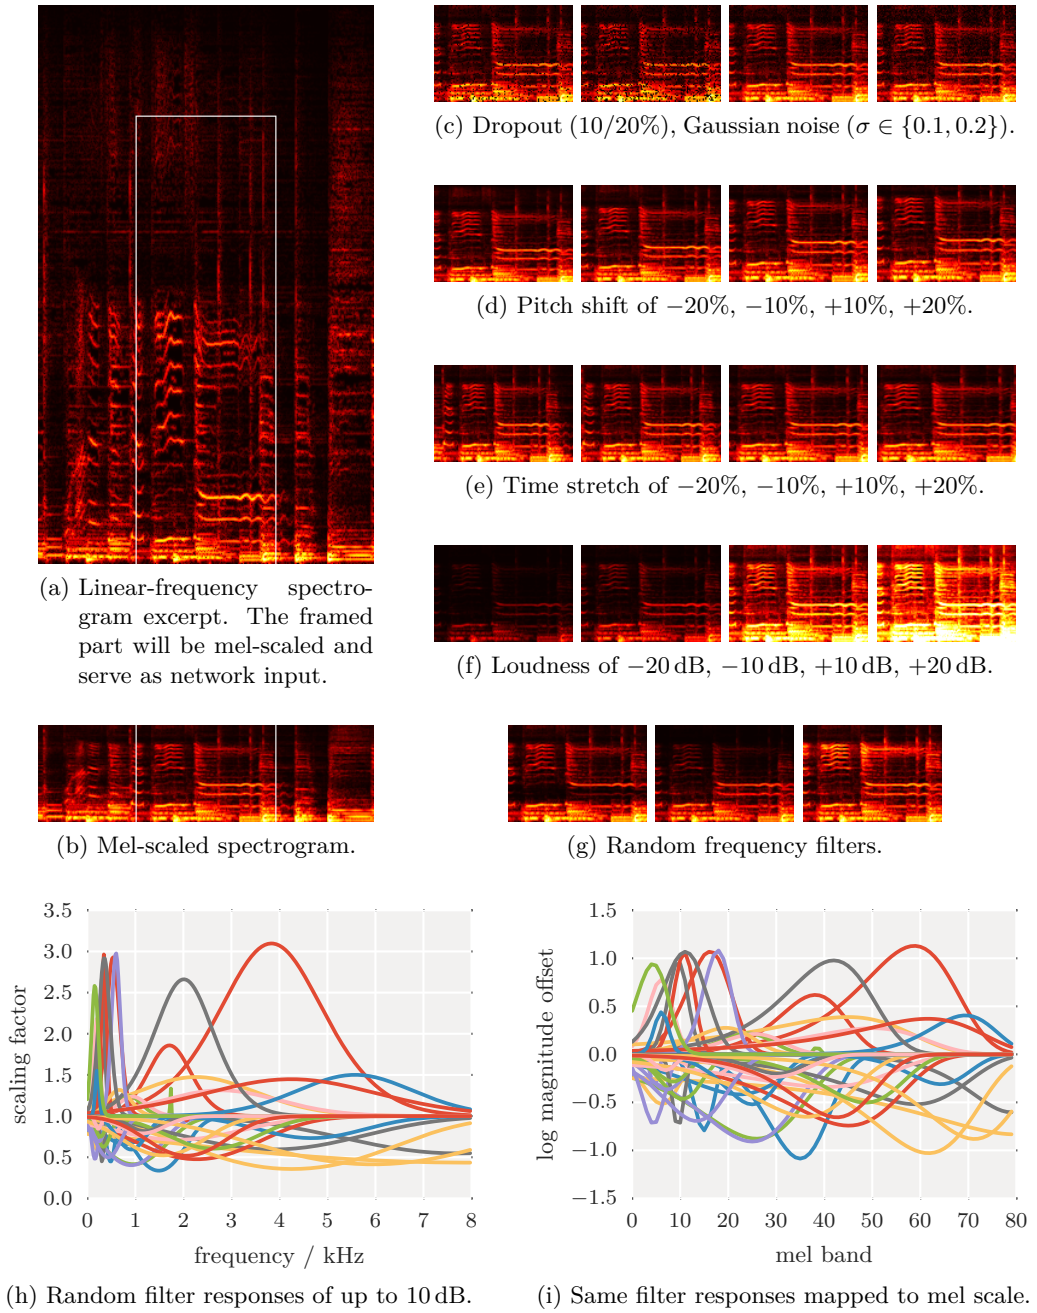 (a) Linear-frequency spectro-
gram excerpt. The framed
part will be mel-scaled and
serve as network input.
(b) Mel-scaled spectrogram.
(c) Dropout (10/20%), Gaussian noise (σ ∈ {0.1, 0.2}).
(d) Pitch shift of −20%, −10%, +10%, +20%.
(e) Time stretch of −20%, −10%, +10%, +20%.
(f) Loudness of −20 dB, −10 dB, +10 dB, +20 dB.
(g) Random frequency filters.
3.5
3.0
2.5
2.0
1.5
1.0
0.5
0.0
scaling factor
0 1 2 3 4 5 6 7 8
frequency / kHz
(h) Random filter responses of up to 10 dB.
1.5
1.0
0.5
0.0
−0.5
−1.0
−1.5
log magnitude offset
0 10 20 30 40 50 60 70 80
mel band
(i) Same filter responses mapped to mel scale.